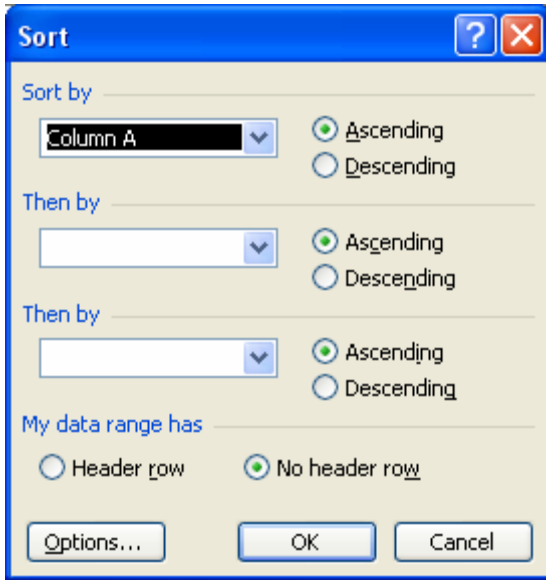 Sort
Sort by
Column A
Ascending
Descending
Then by
Ascending
Descending
Then by
Ascending
Descending
My data range has
Header row
No header row
Options...
OK
Cancel